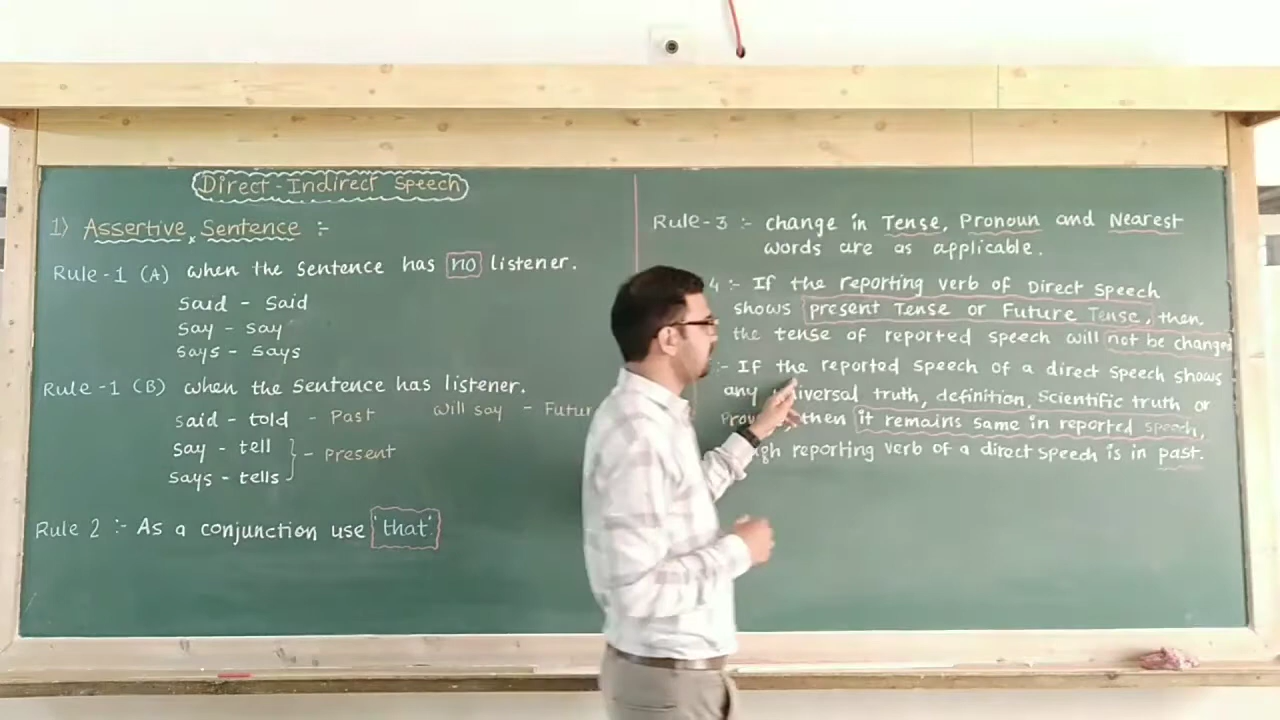 Direct-Indirect Speech
1) Assertive Sentence :-
Rule-1 (A) when the Sentence has no listener.
said - said
say - say
says - says
Rule-1 (B) when the Sentence has listener.
said - told - Past
will say - Futur
say - tell
- present
says - tells
Rule 2 :- As a conjunction use 'that'.
Rule-3 :- change in Tense, Pronoun and Nearest
words are as applicable.
4 :- If the reporting verb of Direct Speech
shows present Tense or Future Tense, then
the tense of reported speech will not be changed
:- If the reported speech of a direct speech shows
any truth, definition, Scientific truth or
then it remains same in reported speech,
reporting verb of a direct speech is in past.